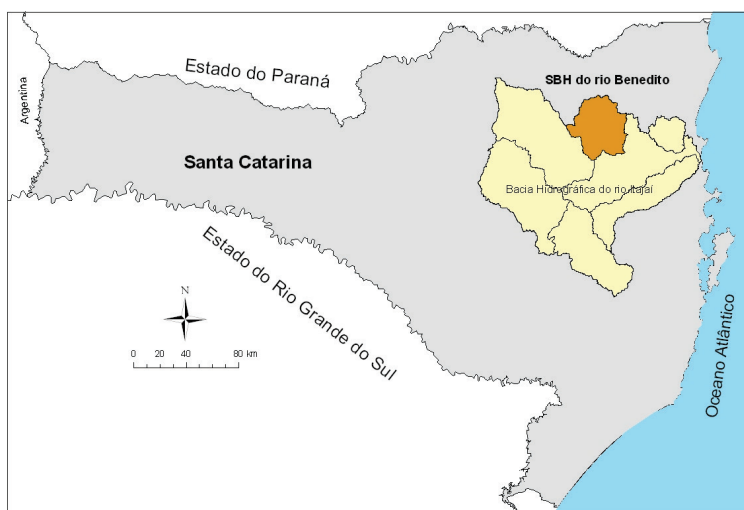 Estado do Paraná
Argentina
SBH do rio Benedito
Santa Catarina
Bacia Hidrográfica do rio Itajaí
Estado do Rio Grande do Sul
N
0 20 40 80 km
Oceano Atlântico